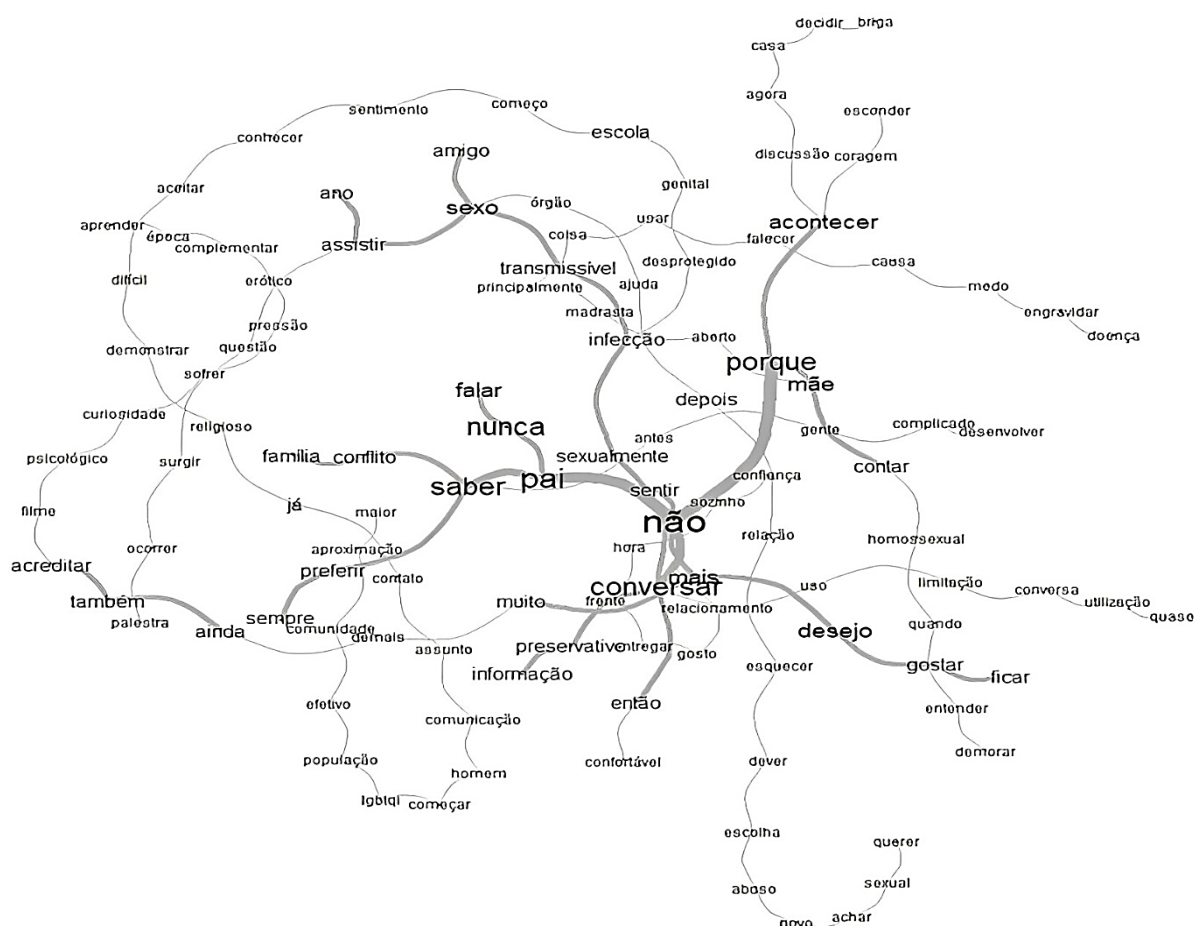 decidir_briga
casa
agora
esconder
sentimento
começo
conhecer
escola
amigo
discussão
coragem
aceitar
ano
genital
sexo
órgão
aprender
época
complementar
assistir
coisa
usar
falecer
acontecer
difícil
erótico
transmissível
principalmente
ajuda
desprotegido
causa
medo
engravidar
doença
pressão
madrasta
infecção
aberto
demonstrar
questão
porque
mãe
sofrer
falar
depois
curiosidade
religioso
nunca
antes
gente
complicado
desenvolver
psicológico
surgir
família_conflito
sexualmente
contar
saber
pai
sentir
confiança
sozinho
filme
já
maior
não
ocorrer
aproximação
hora
relação
homossexual
acreditar
preferir
contato
conversar
mais
uso
limitação
conversa
utilização
quase
também
palestra
ainda
sempre
comunidade
demais
muito
frente
relacionamento
desejo
quando
assunto
preservativo
entregar
gosto
informação
esquecer
gostar
ficar
efetivo
comunicação
então
entender
população
homem
confortável
dever
demorar
lgbtqi
começar
escolha
querer
abuso
sexual
novo
achar